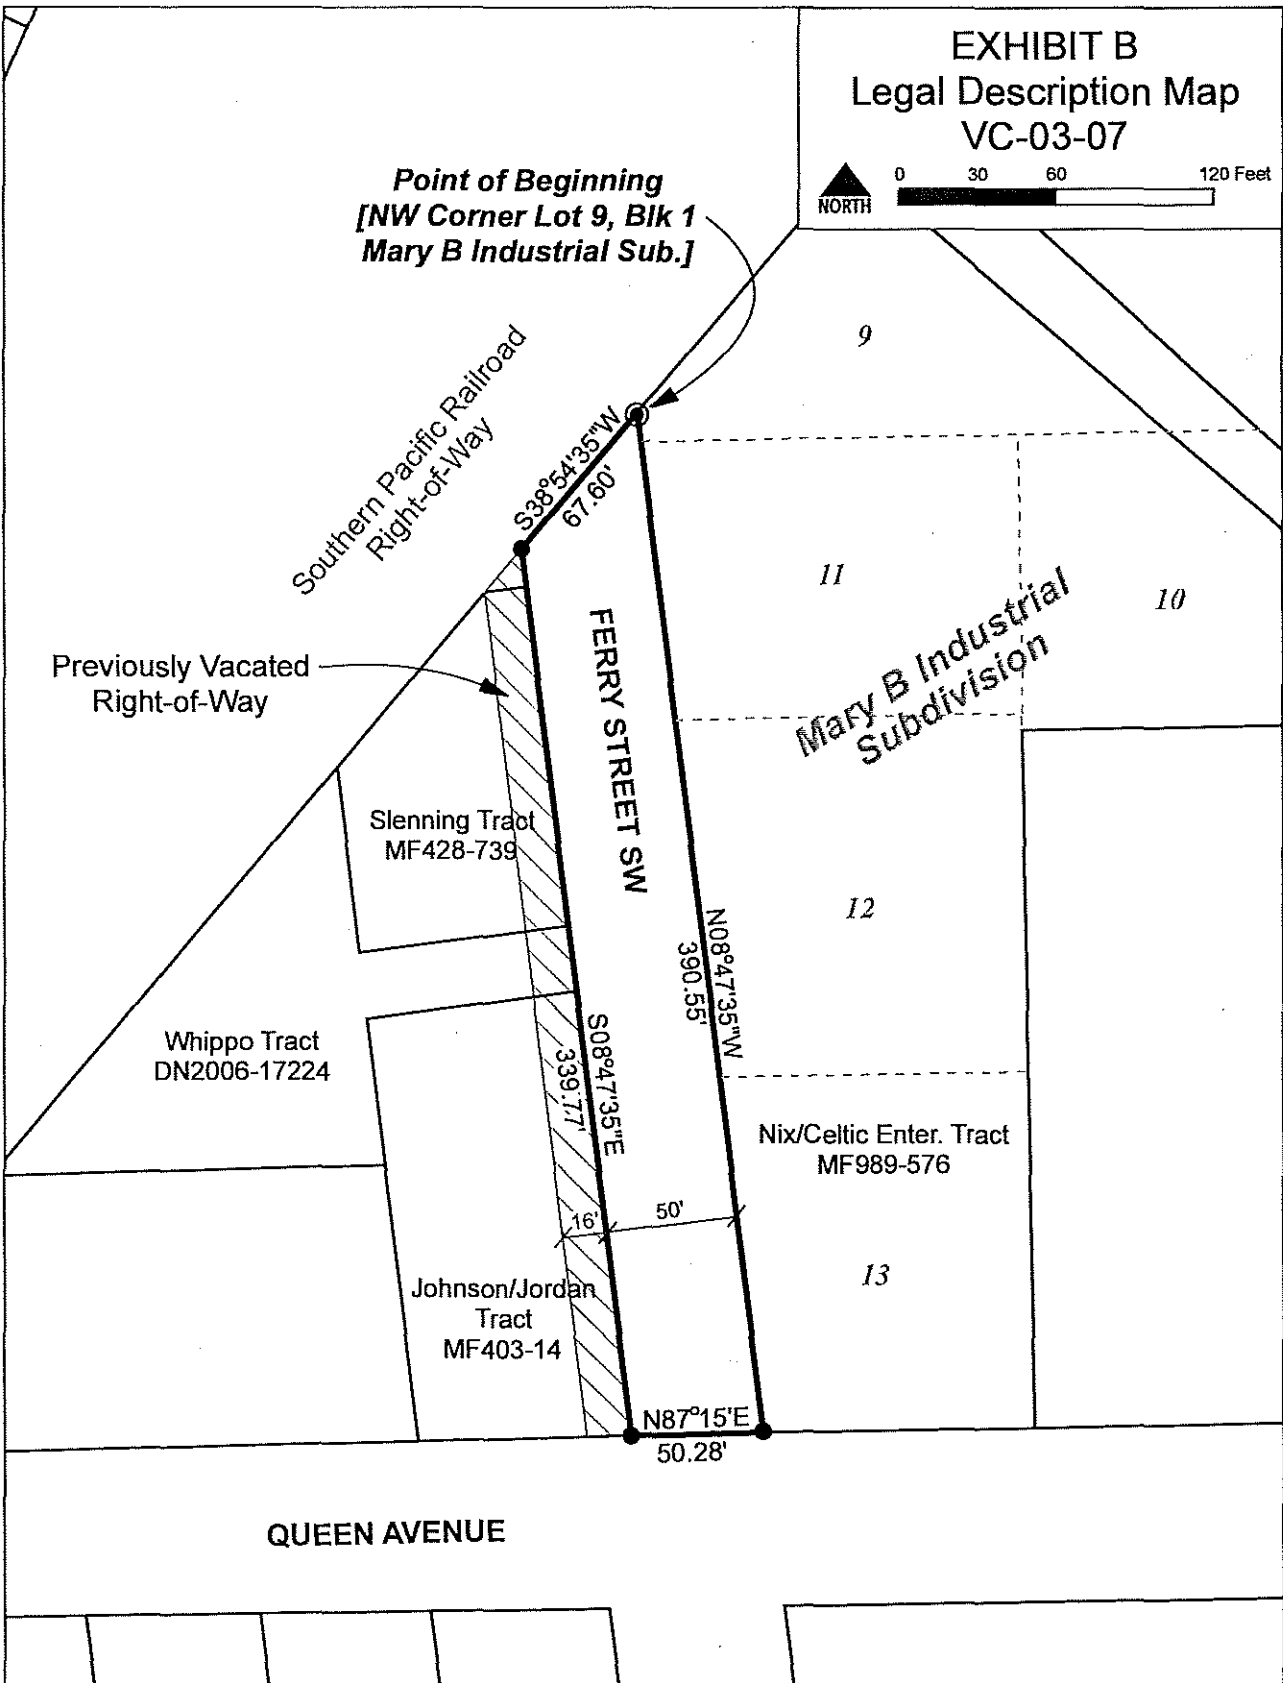 EXHIBIT B
Legal Description Map
VC-03-07
NORTH
0 30 60 120 Feet
Point of Beginning
[NW Corner Lot 9, Blk 1
Mary B Industrial Sub.]
9
Southern Pacific Railroad
Right-of-Way
S38°54'35"W
67.60'
11
10
Mary B Industrial
Subdivision
Previously Vacated
Right-of-Way
FERRY STREET SW
Slenning Tract
MF428-739
12
N08°47'35"W
390.55'
Whippo Tract
DN2006-17224
S08°47'35"E
339.77'
Nix/Celtic Enter. Tract
MF989-576
16'
50'
13
Johnson/Jordan
Tract
MF403-14
N87°15'E
50.28'
QUEEN AVENUE